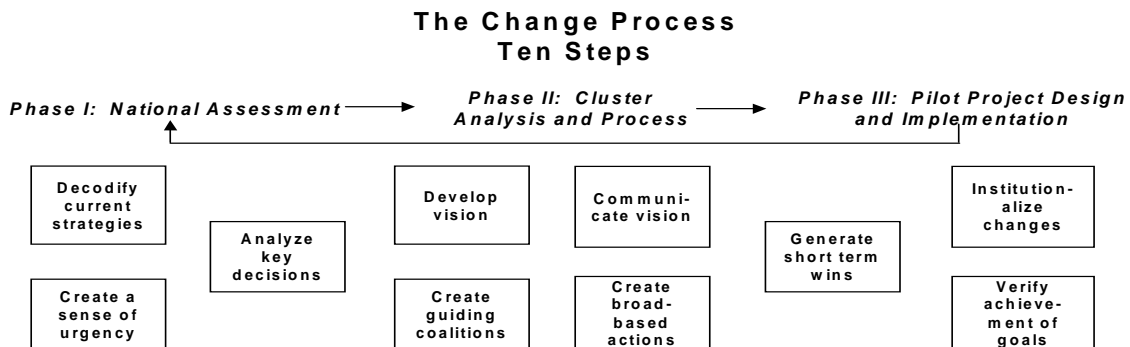 The Change Process
Ten Steps
Phase I: National Assessment
Phase II: Cluster
Analysis and Process
Phase III: Pilot Project Design
and Implementation
Decodify
current
strategies
Create a
sense of
urgency
Analyze
key
decisions
Develop
vision
Create
guiding
coalitions
Communi-
cate vision
Create
broad-
based
actions
Generate
short term
wins
Institution-
alize
changes
Verify
achieve-
ment of
goals